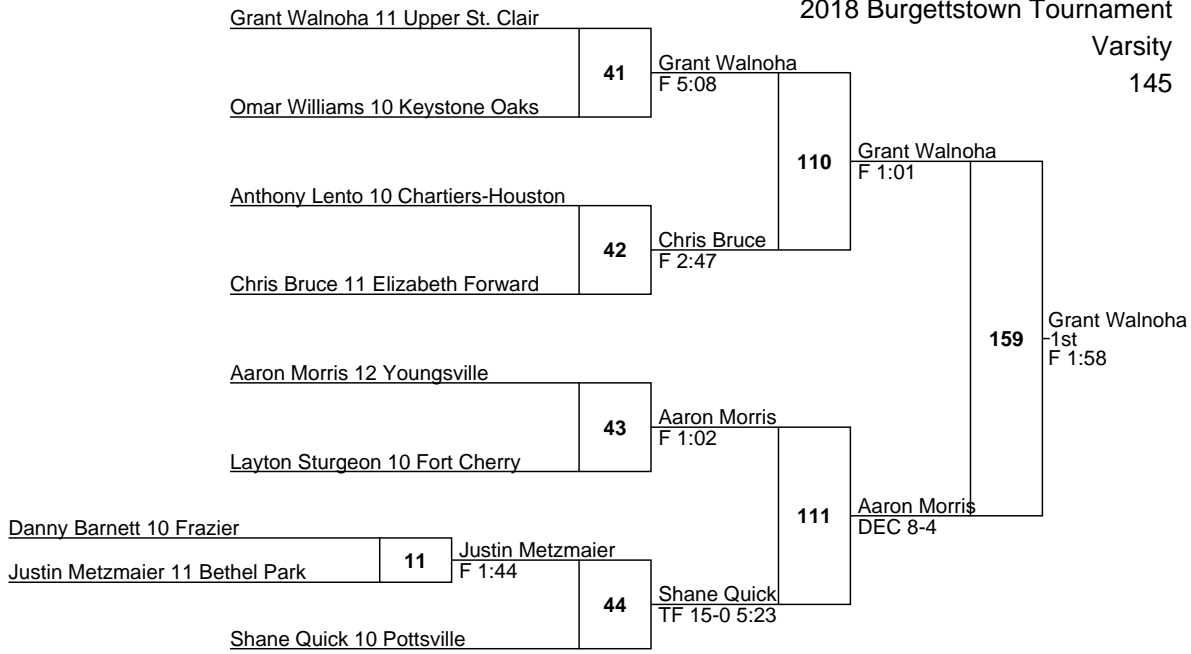 2018 Burgettstown Tournament
Varsity
145
Grant Walnoha 11 Upper St. Clair
41
Grant Walnoha
F 5:08
Omar Williams 10 Keystone Oaks
110
Grant Walnoha
F 1:01
Anthony Lento 10 Chartiers-Houston
42
Chris Bruce
F 2:47
Chris Bruce 11 Elizabeth Forward
159
Grant Walnoha
1st
F 1:58
Aaron Morris 12 Youngsville
43
Aaron Morris
F 1:02
Layton Sturgeon 10 Fort Cherry
111
Aaron Morris
DEC 8-4
Danny Barnett 10 Frazier
11
Justin Metzmaier
F 1:44
Justin Metzmaier 11 Bethel Park
44
Shane Quick
TF 15-0 5:23
Shane Quick 10 Pottsville